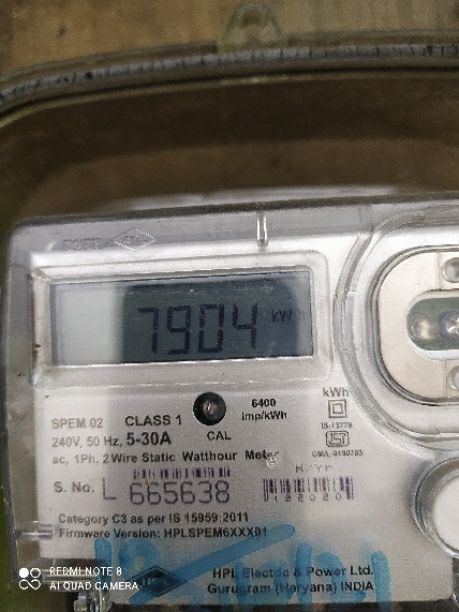 7904 kWh
6400
imp/kWh
kWh
SPEM 02 CLASS 1
IS-13779
240V, 50 Hz, 5-30A CAL
ac, 1Ph, 2 Wire Static Watthour Meter
S. No. L 665638
122020
Category C3 as per IS 15959:2011
Firmware Version: HPLSPEM6XXX01
HPL Electric & Power Ltd.
Gurugram (Haryana) INDIA
REDMI NOTE 8
AI QUAD CAMERA